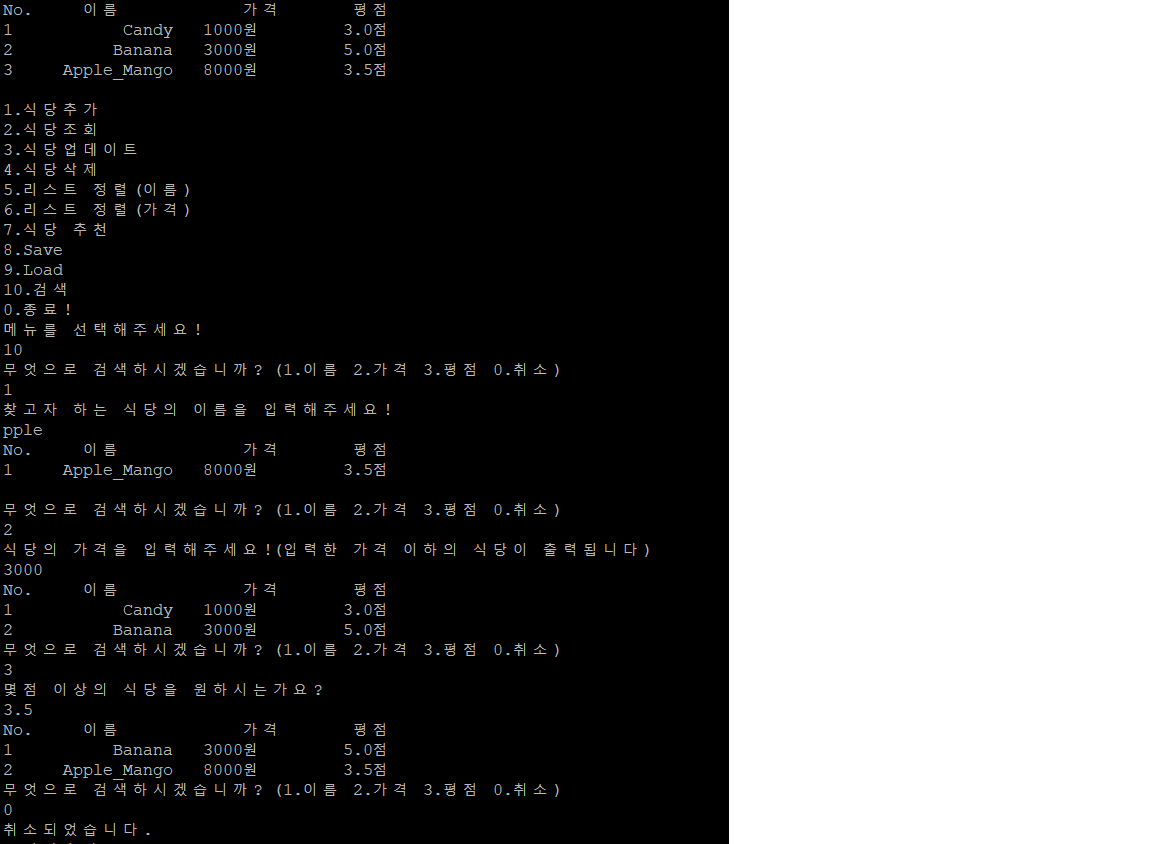 No. 이름 가격 평점
1 Candy 1000원 3.0점
2 Banana 3000원 5.0점
3 Apple_Mango 8000원 3.5점
1.식당추가
2.식당조회
3.식당업데이트
4.식당삭제
5.리스트 정렬(이름)
6.리스트 정렬(가격)
7.식당 추천
8.Save
9.Load
10.검색
0.종료!
메뉴를 선택해주세요!
10
무엇으로 검색하시겠습니까? (1.이름 2.가격 3.평점 0.취소)
1
찾고자 하는 식당의 이름을 입력해주세요!
pple
No. 이름 가격 평점
1 Apple_Mango 8000원 3.5점
무엇으로 검색하시겠습니까? (1.이름 2.가격 3.평점 0.취소)
2
식당의 가격을 입력해주세요!(입력한 가격 이하의 식당이 출력됩니다)
3000
No. 이름 가격 평점
1 Candy 1000원 3.0점
2 Banana 3000원 5.0점
무엇으로 검색하시겠습니까? (1.이름 2.가격 3.평점 0.취소)
3
몇점 이상의 식당을 원하시는가요?
3.5
No. 이름 가격 평점
1 Banana 3000원 5.0점
2 Apple_Mango 8000원 3.5점
무엇으로 검색하시겠습니까? (1.이름 2.가격 3.평점 0.취소)
0
취소되었습니다.